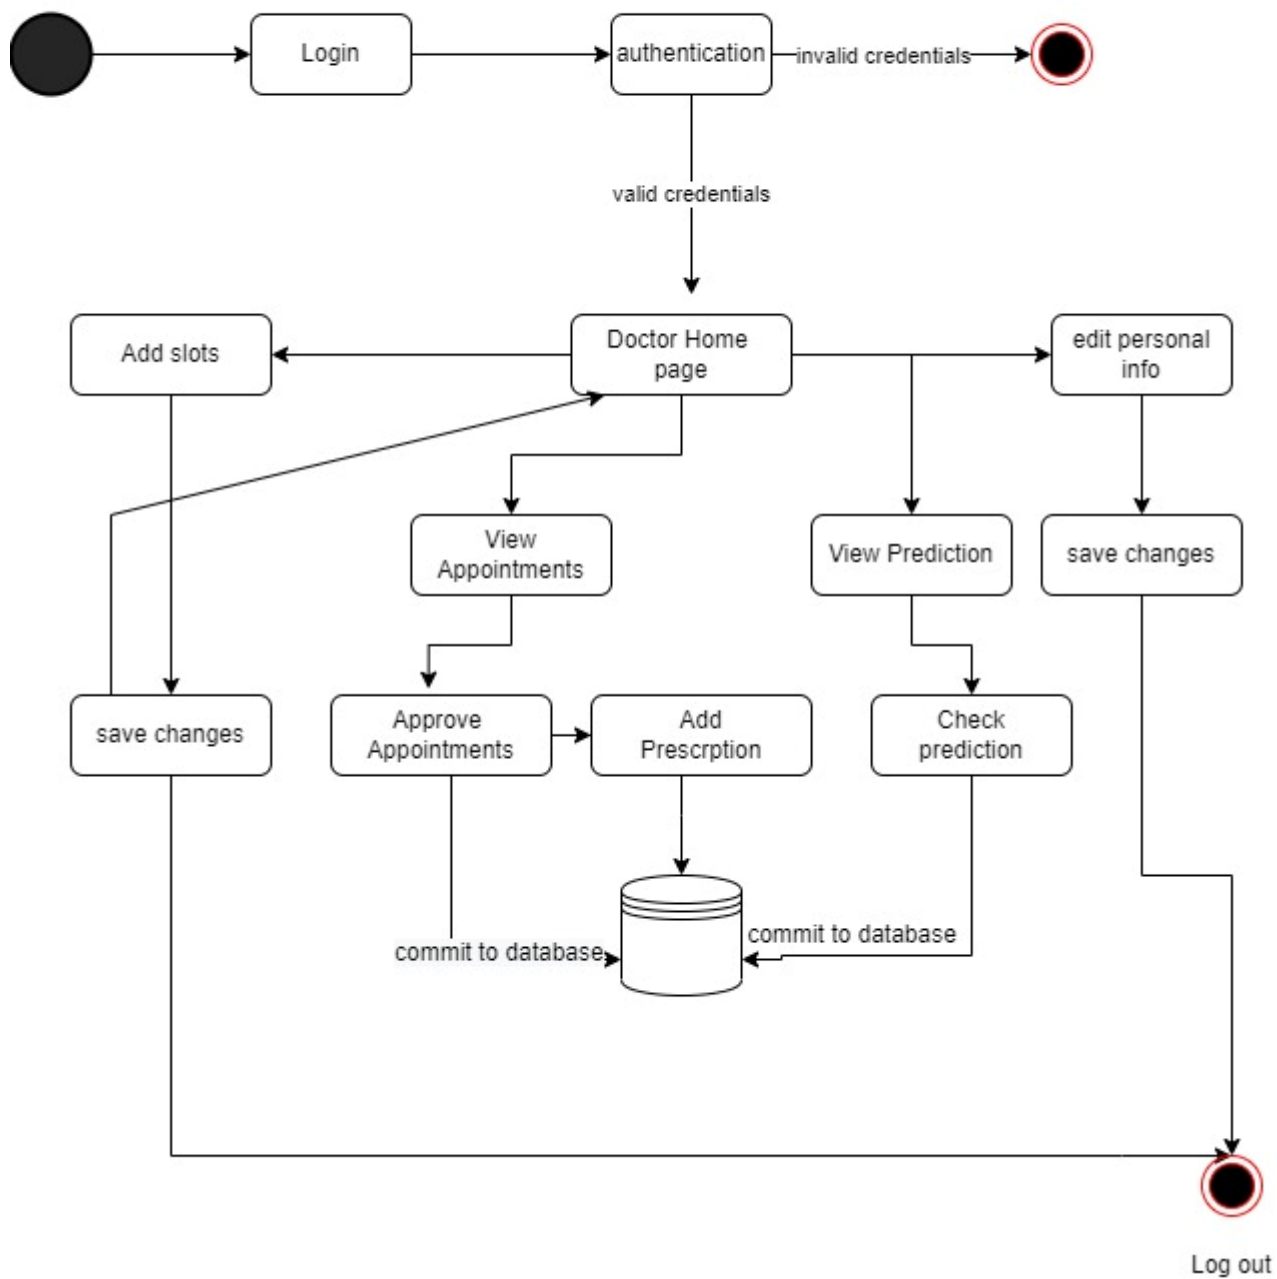 Login
authentication
invalid credentials
valid credentials
Add slots
Doctor Home
page
edit personal
info
View
Appointments
View Prediction
save changes
save changes
Approve
Appointments
Add
Prescrption
Check
prediction
commit to database
commit to database
Log out